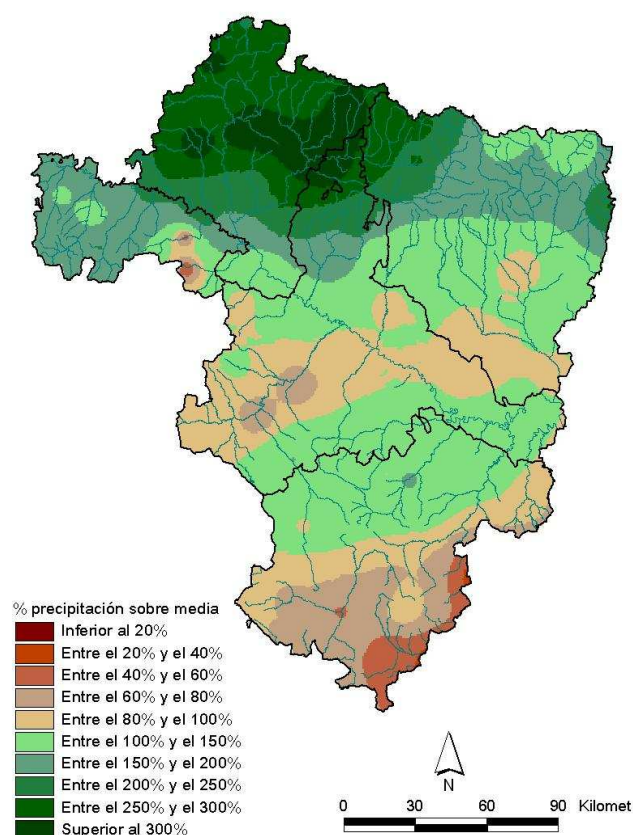 % precipitación sobre media
Inferior al 20%
Entre el 20% y el 40%
Entre el 40% y el 60%
Entre el 60% y el 80%
Entre el 80% y el 100%
Entre el 100% y el 150%
Entre el 150% y el 200%
Entre el 200% y el 250%
Entre el 250% y el 300%
Superior al 300%
N
0 30 60 90 Kilomet